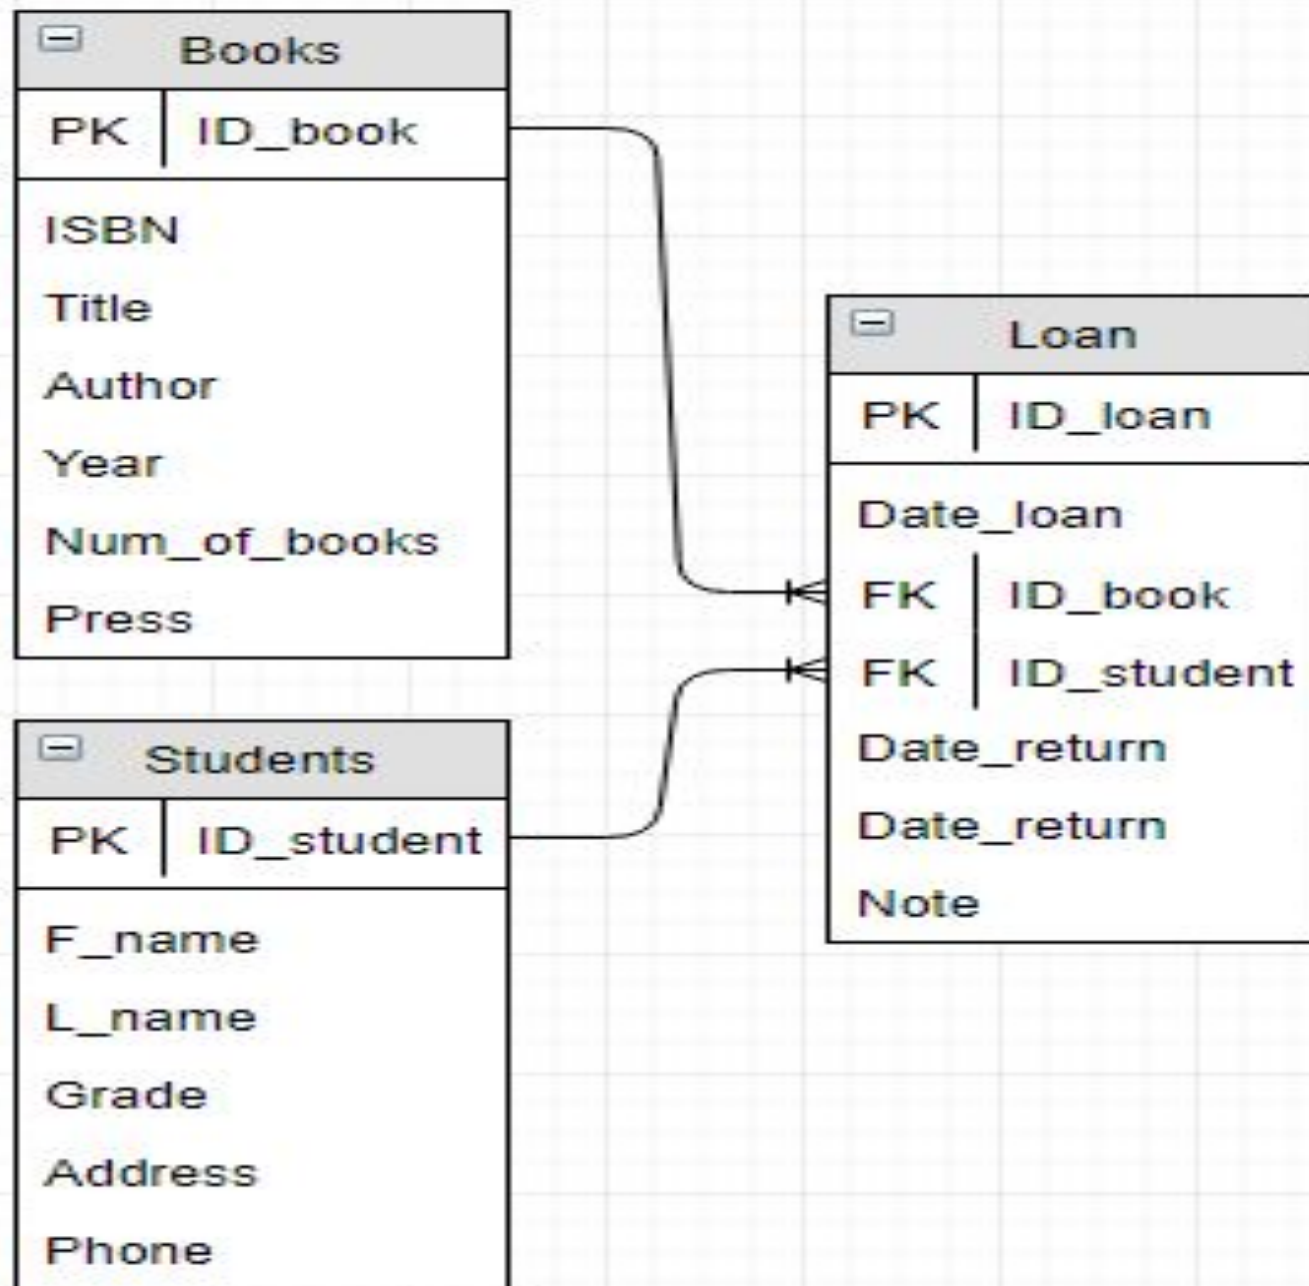 Books
PK ID_book
ISBN
Title
Author
Year
Num_of_books
Press
Students
PK ID_student
F_name
L_name
Grade
Address
Phone
Loan
PK ID_loan
Date_loan
FK ID_book
FK ID_student
Date_return
Date_return
Note